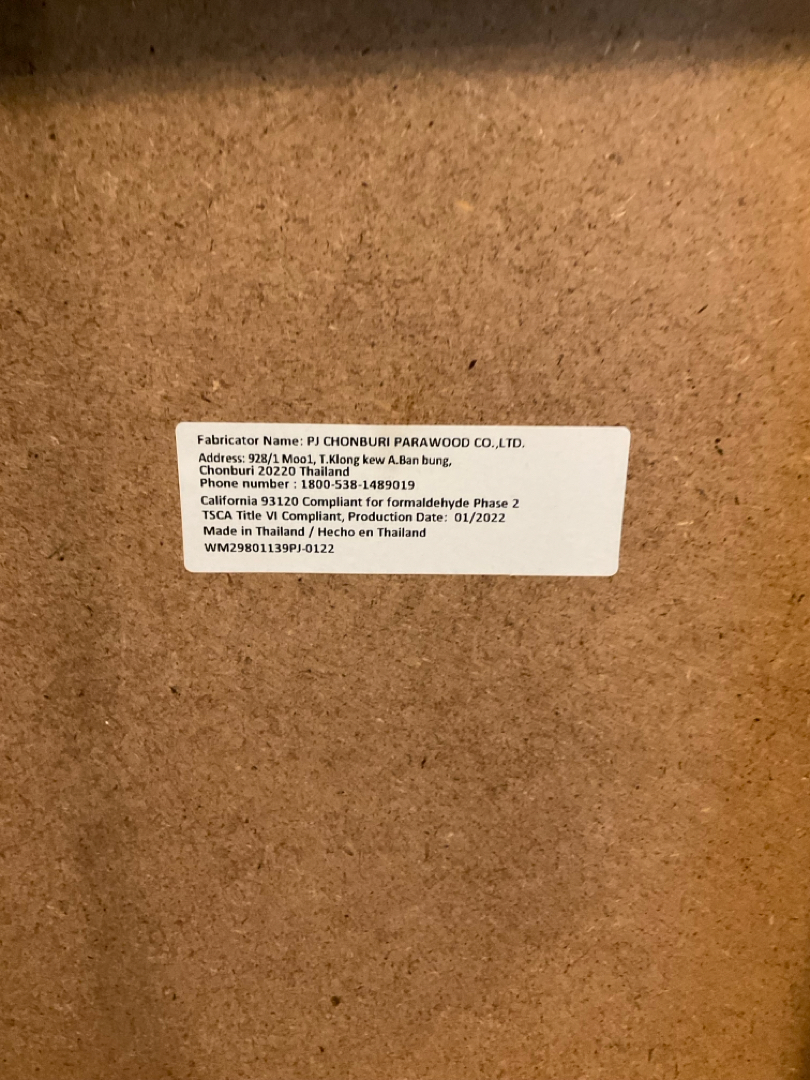 Fabricator Name: PJ CHONBURI PARAWOOD CO.,LTD.
Address: 928/1 Moo1, T.Klong kew A.Ban bung,
Chonburi 20220 Thailand
Phone number : 1800-538-1489019
California 93120 Compliant for formaldehyde Phase 2
TSCA Title VI Compliant, Production Date: 01/2022
Made in Thailand / Hecho en Thailand
WM29801139PJ-0122